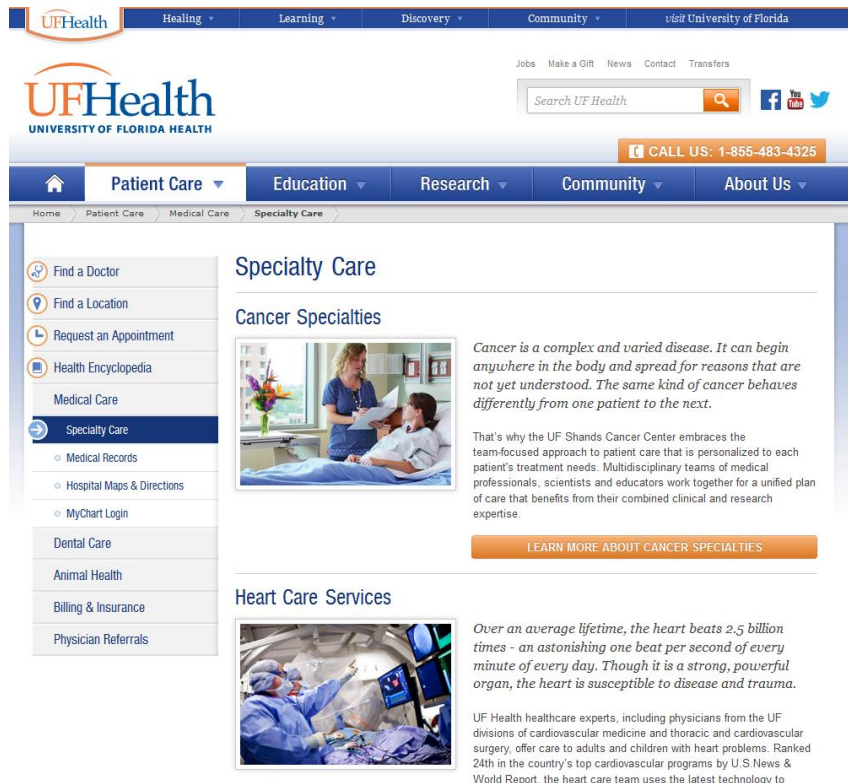 UFHealth Healing Learning Discovery Community visit University of Florida
Jobs Make a Gift News Contact Transfers
UFHealth
UNIVERSITY OF FLORIDA HEALTH
Search UF Health
You Tube
CALL US: 1-855-483-4325
Patient Care Education Research Community About Us
Home Patient Care Medical Care Specialty Care
Find a Doctor
Find a Location
Request an Appointment
Health Encyclopedia
Medical Care
Specialty Care
Medical Records
Hospital Maps & Directions
MyChart Login
Dental Care
Animal Health
Billing & Insurance
Physician Referrals
Specialty Care
Cancer Specialties
Cancer is a complex and varied disease. It can begin
anywhere in the body and spread for reasons that are
not yet understood. The same kind of cancer behaves
differently from one patient to the next.
That's why the UF Shands Cancer Center embraces the
team-focused approach to patient care that is personalized to each
patient's treatment needs. Multidisciplinary teams of medical
professionals, scientists and educators work together for a unified plan
of care that benefits from their combined clinical and research
expertise.
LEARN MORE ABOUT CANCER SPECIALTIES
Heart Care Services
Over an average lifetime, the heart beats 2.5 billion
times - an astonishing one beat per second of every
minute of every day. Though it is a strong, powerful
organ, the heart is susceptible to disease and trauma.
UF Health healthcare experts, including physicians from the UF
divisions of cardiovascular medicine and thoracic and cardiovascular
surgery, offer care to adults and children with heart problems. Ranked
24th in the country's top cardiovascular programs by U.S.News &
World Report, the heart care team uses the latest technology to